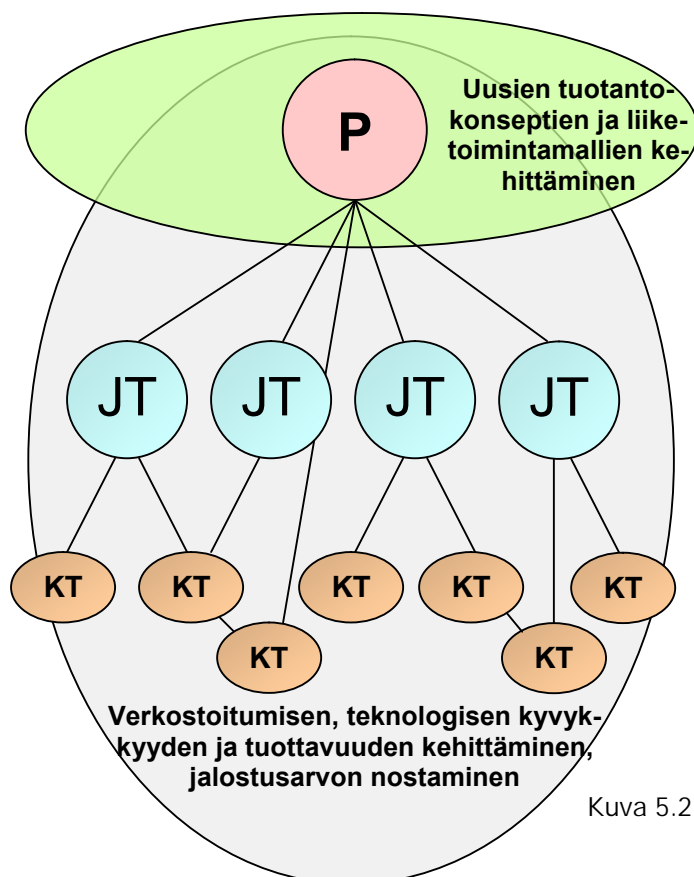 P
Uusien tuotanto-
konseptien ja liike-
toimintamallien ke-
hittäminen
JT
JT
JT
JT
KT
KT
KT
KT
KT
KT
KT
Verkostoitumisen, teknologisen kyvyk-
kyyden ja tuottavuuden kehittäminen,
jalostusarvon nostaminen
Kuva 5.2